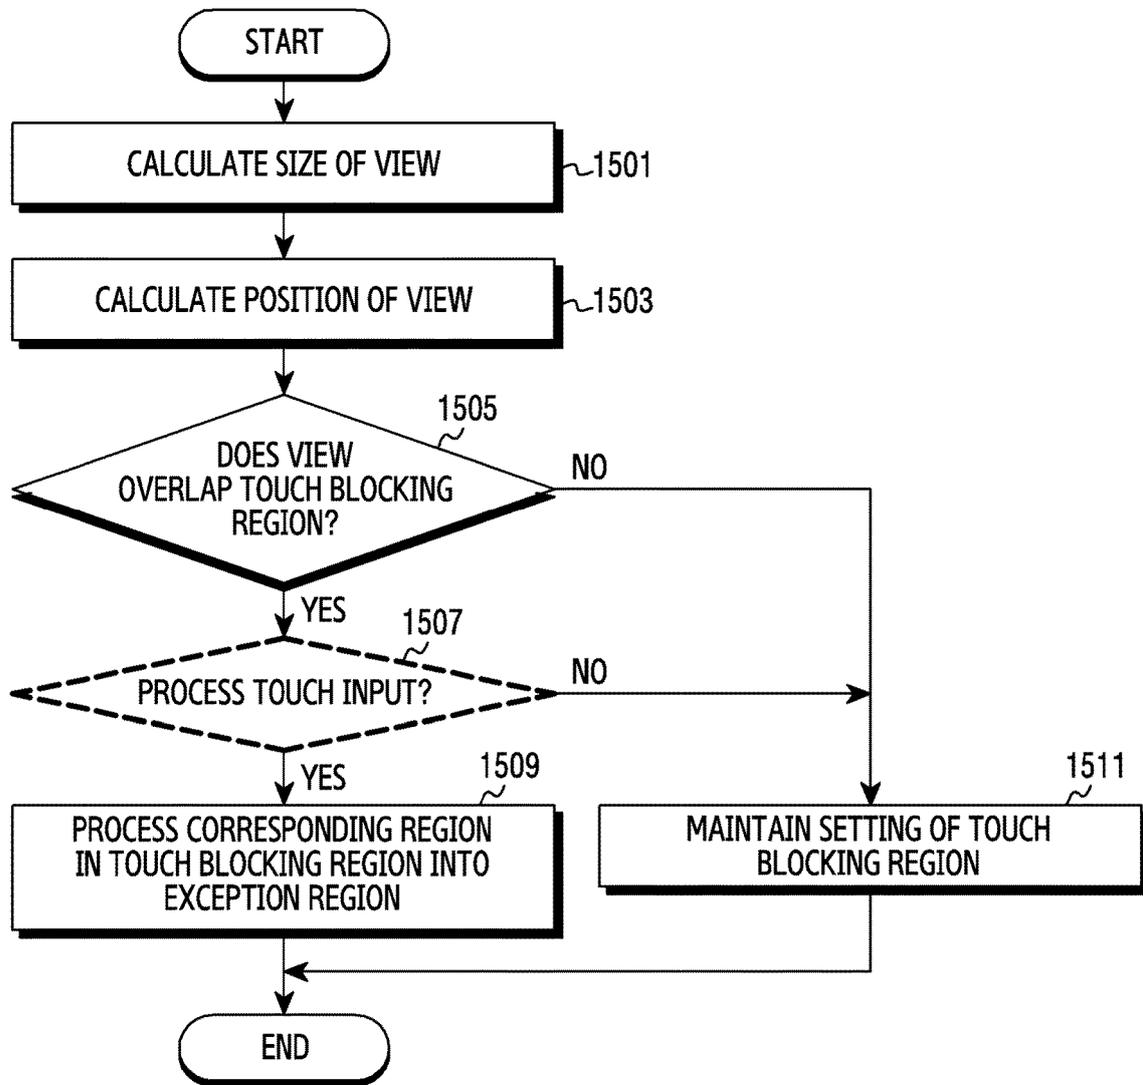 START
CALCULATE SIZE OF VIEW
1501
CALCULATE POSITION OF VIEW
1503
1505
DOES VIEW
OVERLAP TOUCH BLOCKING
REGION?
NO
YES
1507
PROCESS TOUCH INPUT?
NO
YES
1509
PROCESS CORRESPONDING REGION
IN TOUCH BLOCKING REGION INTO
EXCEPTION REGION
1511
MAINTAIN SETTING OF TOUCH
BLOCKING REGION
END